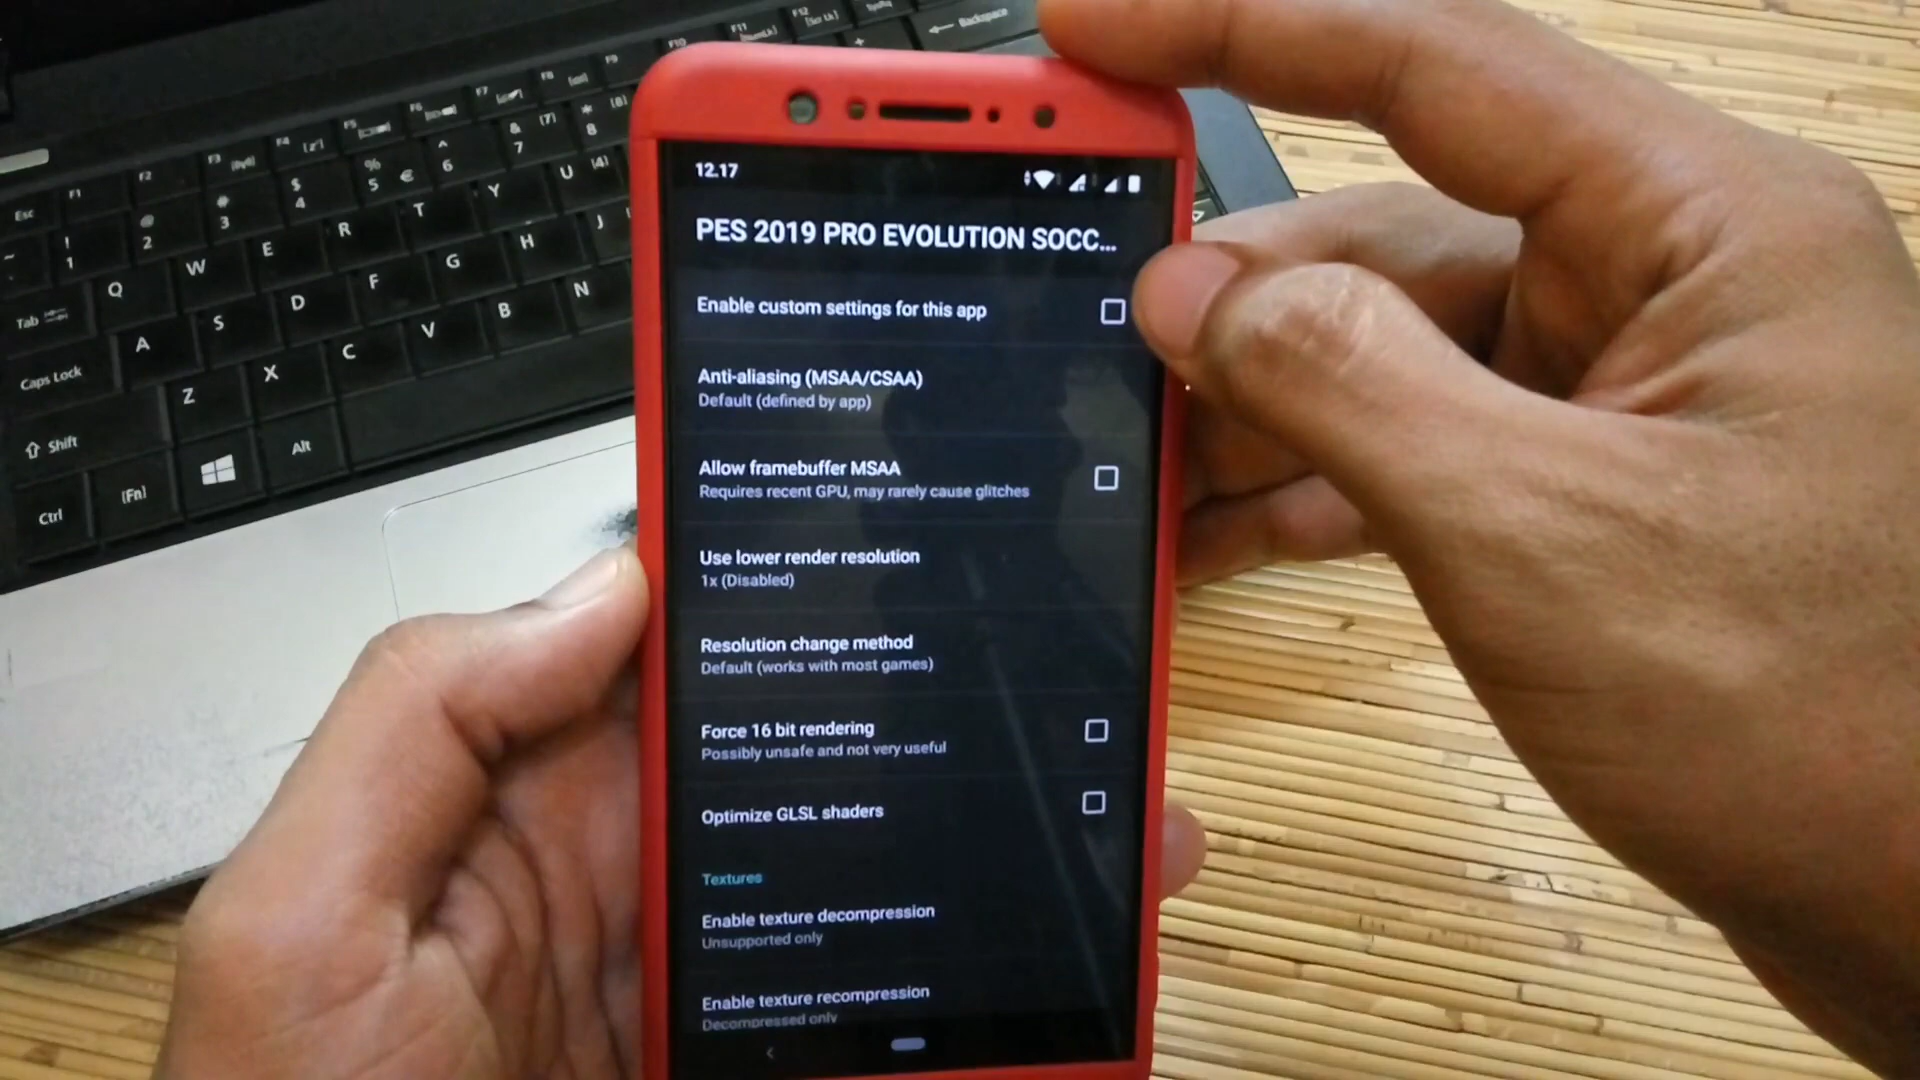 12.17
PES 2019 PRO EVOLUTION SOCC...
Enable custom settings for this app
Anti-aliasing (MSAA/CSAA)
Default (defined by app)
Allow framebuffer MSAA
Requires recent GPU, may rarely cause glitches
Use lower render resolution
1x (Disabled)
Resolution change method
Default (works with most games)
Force 16 bit rendering
Possibly unsafe and not very useful
Optimize GLSL shaders
Textures
Enable texture decompression
Unsupported only
Enable texture recompression
Decompressed only
Esc F1 F2 F3 F4 F5 F6 F7 F8 F9 F10 F11 F12
Backspace
~ ! 1 2 # 3 $ 4 % 5 € ^ 6 & 7 (7) * 8 (8)
Tab Q W E R T Y U (4)
Caps Lock A S D F G H J
Shift Z X C V B N
Ctrl [Fn] Alt